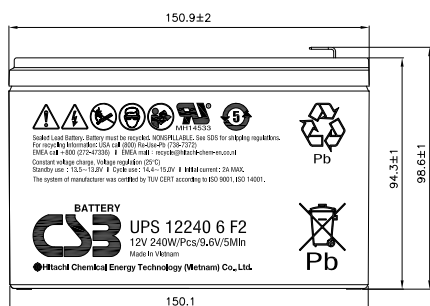 150.9±2
MH14533
5
Sealed Lead Battery. Battery must be recycled. NONSPILLABLE. See SDS for shipping regulations.
For recycling information: USA call (800) Re-Use-Pb (738-7372)
EMEA call +800 (272-47336) | EMEA mail : recycle@hitachi-chem-en.co.nl
Constant voltage charge. Voltage regulation (25°C)
Standby use : 13.5~13.8V | Cycle use : 14.4~15.0V | Initial current : 2A MAX.
The system of manufacturer was certified by TUV CERT according to ISO 9001, ISO 14001.
Pb
94.3±1
98.6±1
BATTERY
CSB
UPS 12240 6 F2
12V 240W/Pcs/9.6V/5Min
Made in Vietnam
Hitachi Chemical Energy Technology (Vietnam) Co., Ltd.
Pb
150.1